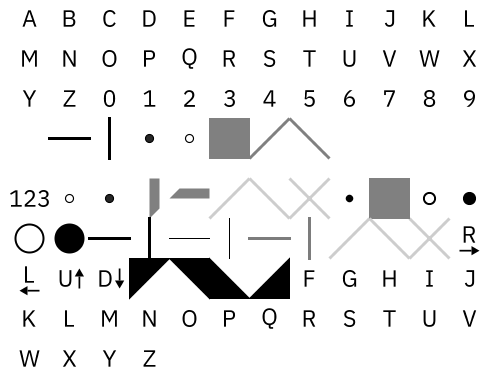 A B C D E F G H I J K L
M N O P Q R S T U V W X
Y Z 0 1 2 3 4 5 6 7 8 9
123
R
L U D F G H I J
K L M N O P Q R S T U V
W X Y Z